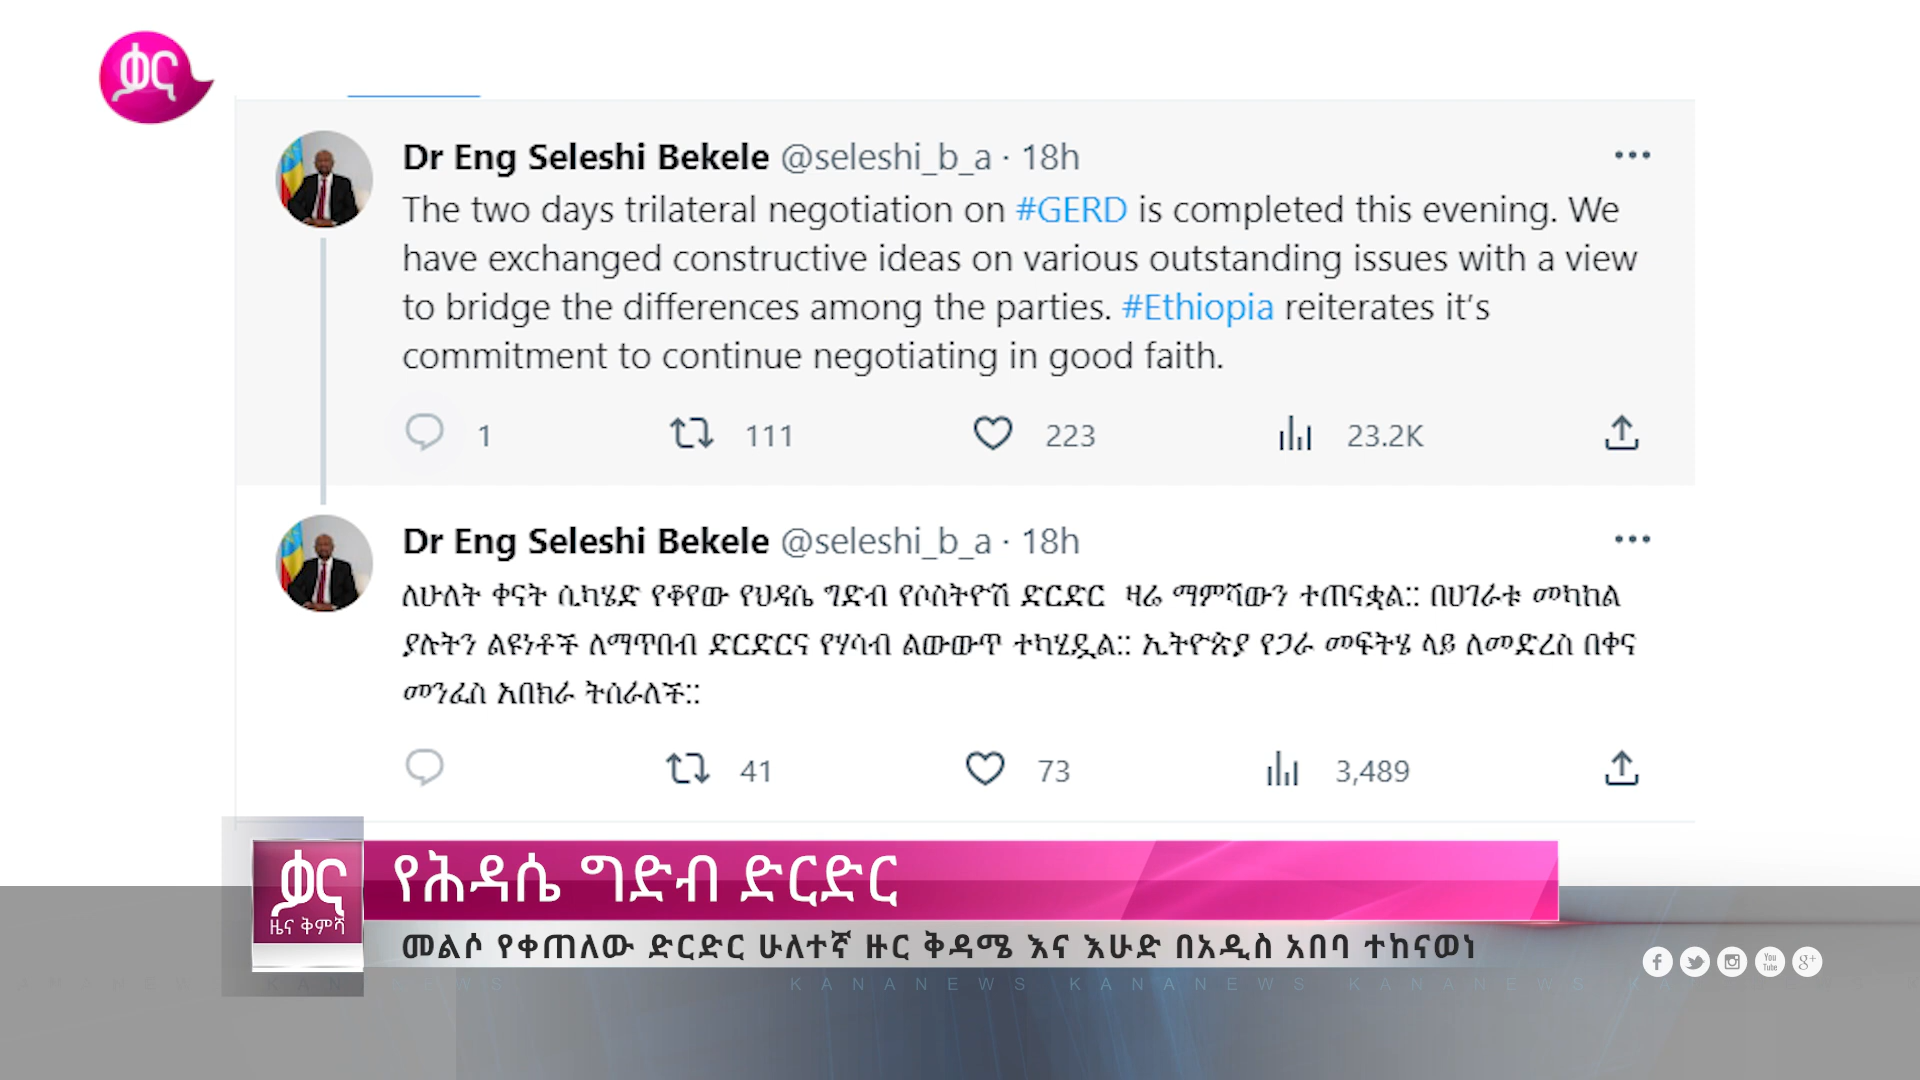 ቃና
Dr Eng Seleshi Bekele @seleshi_b_a · 18h
The two days trilateral negotiation on #GERD is completed this evening. We
have exchanged constructive ideas on various outstanding issues with a view
to bridge the differences among the parties. #Ethiopia reiterates it's
commitment to continue negotiating in good faith.
1 111 223 23.2K
Dr Eng Seleshi Bekele @seleshi_b_a · 18h
ለሁለት ቀናት ሲካሄድ የቆየው የህዳሴ ግድብ የሶስትዮሽ ድርድር ዛሬ ማምሻውን ተጠናቋል:: በሀገራቱ መካከል
ያሉትን ልዩነቶች ለማጥበብ ድርድርና የሃሳብ ልውውጥ ተካሂዷል:: ኢትዮጵያ የጋራ መፍትሄ ላይ ለመድረስ በቀና
መንፈስ አበክራ ትሰራለች::
41 73 3,489
ቃና
ዜና ቅምሻ
የሕዳሴ ግድብ ድርድር
መልሶ የቀጠለው ድርድር ሁለተኛ ዙር ቅዳሜ እና እሁድ በአዲስ አበባ ተከናወነ
KANANEWS KANANEWS KANANEWS
You Tube
g+